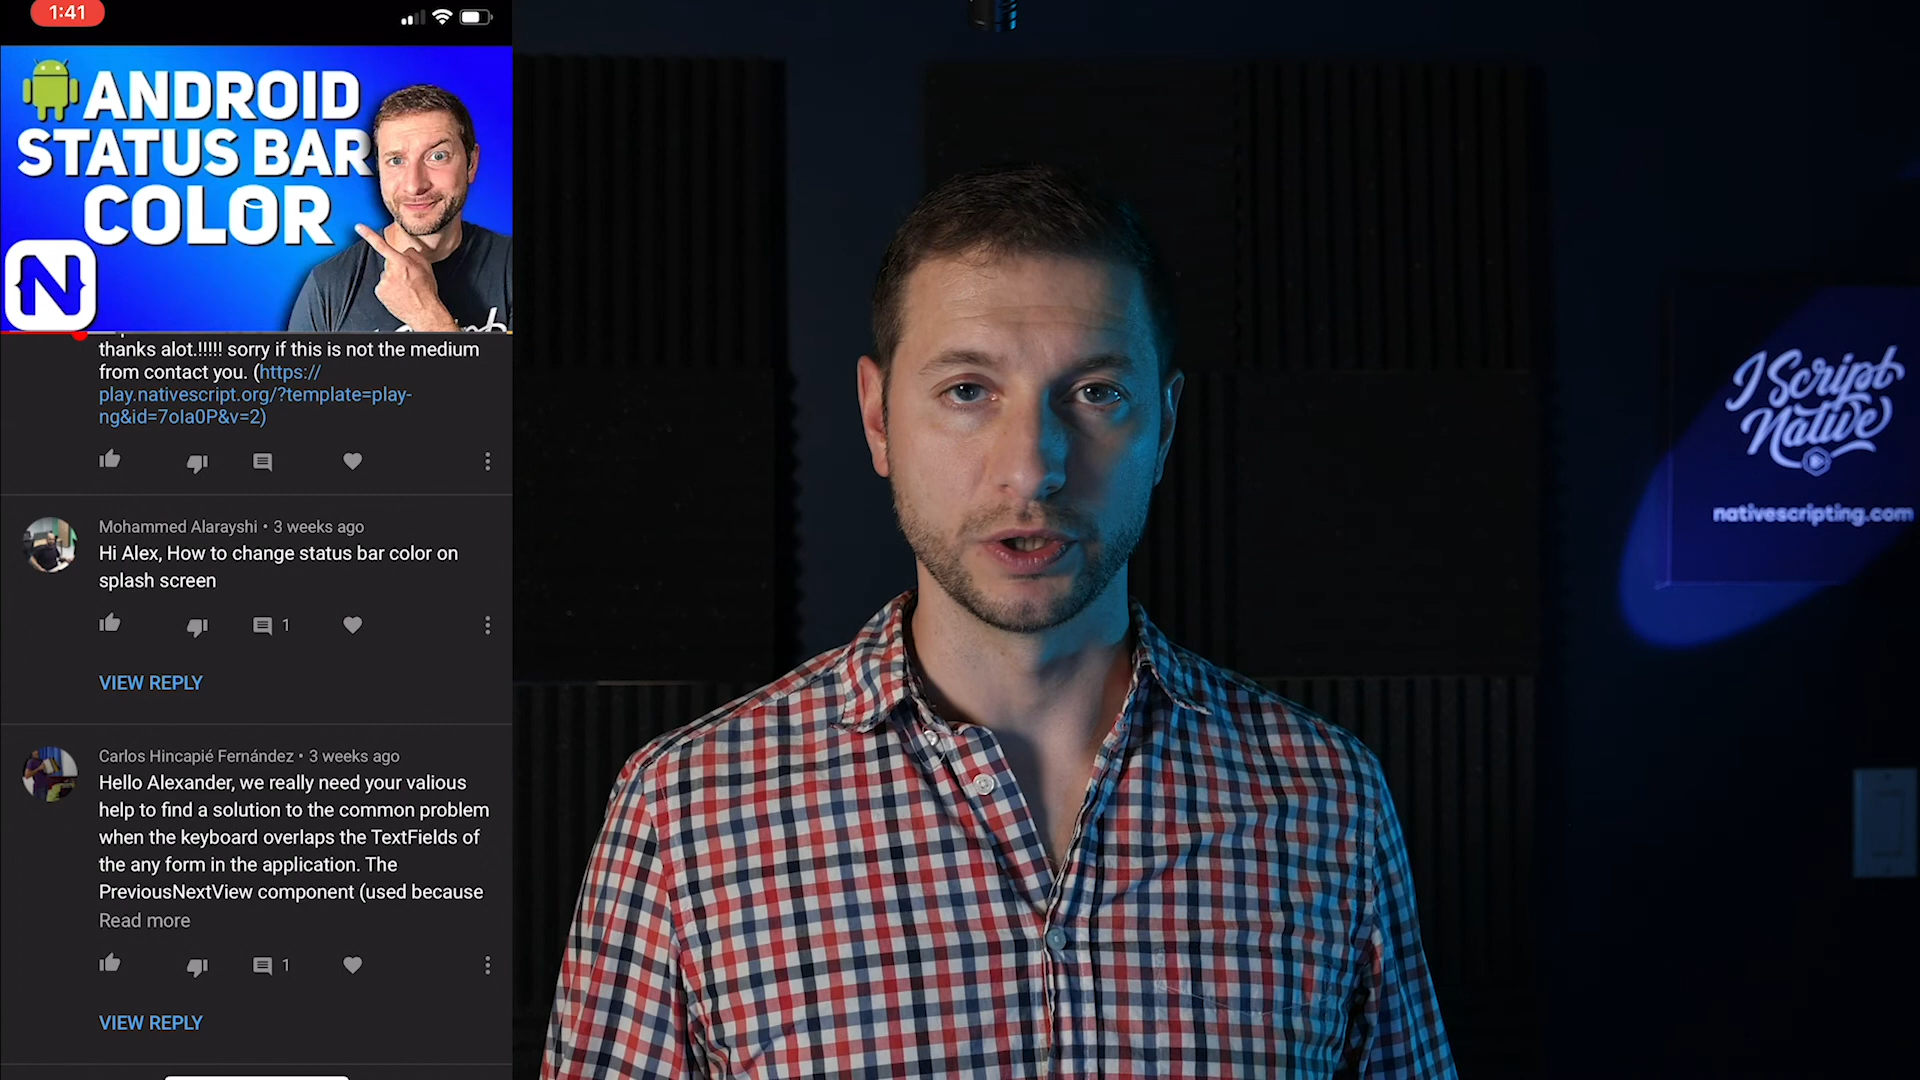 1:41
ANDROID
STATUS BAR
COLOR
N
thanks alot.!!!!! sorry if this is not the medium
from contact you. (https://
play.nativescript.org/?template=play-
ng&id=7oIa0P&v=2)
Mohammed Alarayshi • 3 weeks ago
Hi Alex, How to change status bar color on
splash screen
1
VIEW REPLY
Carlos Hincapié Fernández • 3 weeks ago
Hello Alexander, we really need your valious
help to find a solution to the common problem
when the keyboard overlaps the TextFields of
the any form in the application. The
PreviousNextView component (used because
Read more
1
VIEW REPLY
I Script
Native
nativescripting.com